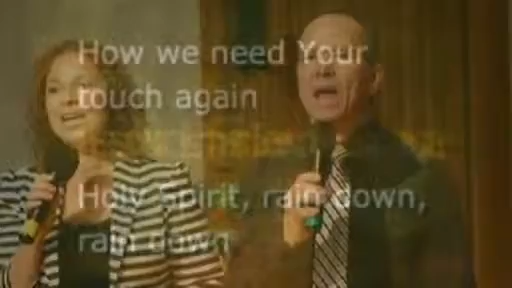 How we need Your
touch again
Holy Spirit, rain down,
rain down